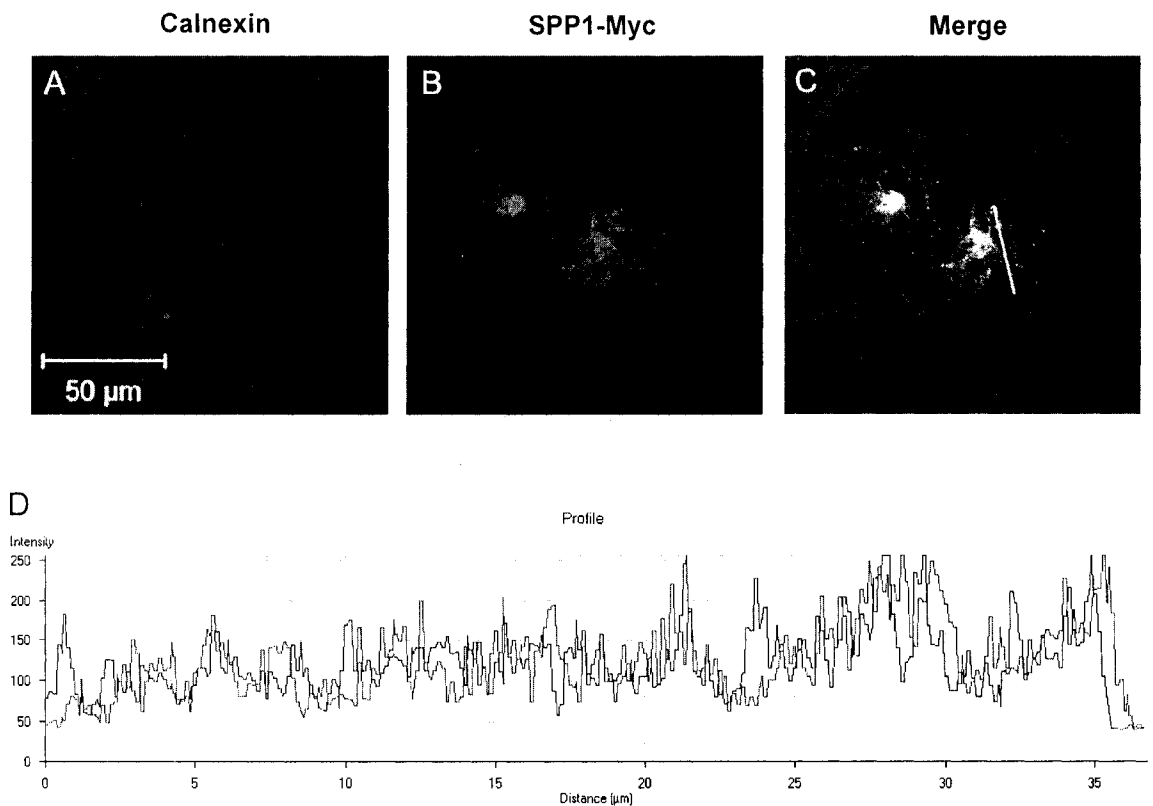 Calnexin SPP1-Myc Merge
A B C
50 µm
D
Profile
Intensity
250
200
150
100
50
0
0 5 10 15 20 25 30 35
Distance [µm]